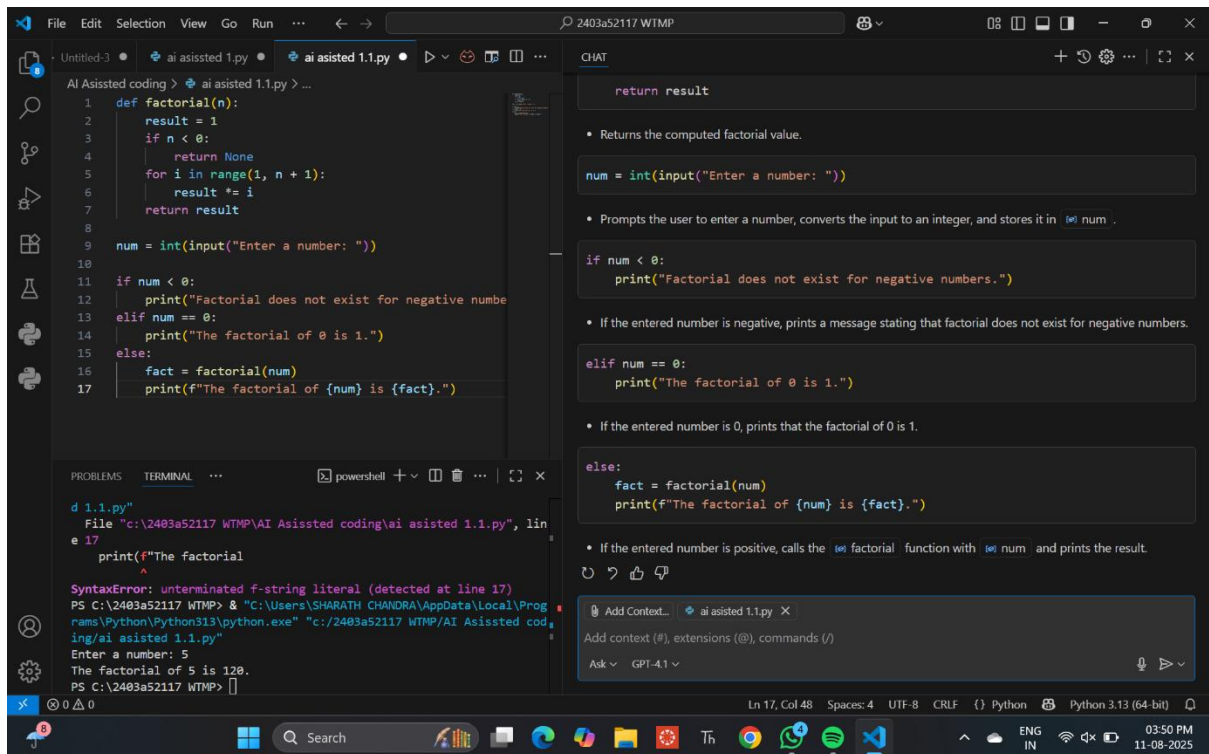 File Edit Selection View Go Run ··· ← → 2403a52117 WTMP
Untitled-3 ● ai asissted 1.py ● ai asisted 1.1.py ●
AI Asissted coding > ai asisted 1.1.py > ...
1 def factorial(n):
2     result = 1
3     if n < 0:
4         return None
5     for i in range(1, n + 1):
6         result *= i
7     return result
8
9 num = int(input("Enter a number: "))
10
11 if num < 0:
12     print("Factorial does not exist for negative numbe
13 elif num == 0:
14     print("The factorial of 0 is 1.")
15 else:
16     fact = factorial(num)
17     print(f"The factorial of {num} is {fact}.")
8
PROBLEMS TERMINAL ··· powershell
d 1.1.py"
  File "c:\2403a52117 WTMP\AI Asissted coding\ai asisted 1.1.py", lin
e 17
    print(f"The factorial
          ^
SyntaxError: unterminated f-string literal (detected at line 17)
PS C:\2403a52117 WTMP> & "C:\Users\SHARATH CHANDRA\AppData\Local\Prog
rams\Python\Python313\python.exe" "c:/2403a52117 WTMP/AI Asissted cod
ing/ai asisted 1.1.py"
Enter a number: 5
The factorial of 5 is 120.
PS C:\2403a52117 WTMP>
CHAT
return result
• Returns the computed factorial value.
num = int(input("Enter a number: "))
• Prompts the user to enter a number, converts the input to an integer, and stores it in num .
if num < 0:
    print("Factorial does not exist for negative numbers.")
• If the entered number is negative, prints a message stating that factorial does not exist for negative numbers.
elif num == 0:
    print("The factorial of 0 is 1.")
• If the entered number is 0, prints that the factorial of 0 is 1.
else:
    fact = factorial(num)
    print(f"The factorial of {num} is {fact}.")
• If the entered number is positive, calls the factorial function with num and prints the result.
Add Context... ai asisted 1.1.py ×
Add context (#), extensions (@), commands (/)
Ask GPT-4.1
0 0 Ln 17, Col 48 Spaces: 4 UTF-8 CRLF {} Python Python 3.13 (64-bit)
8 Search Th 4 ENG 03:50 PM
IN 11-08-2025